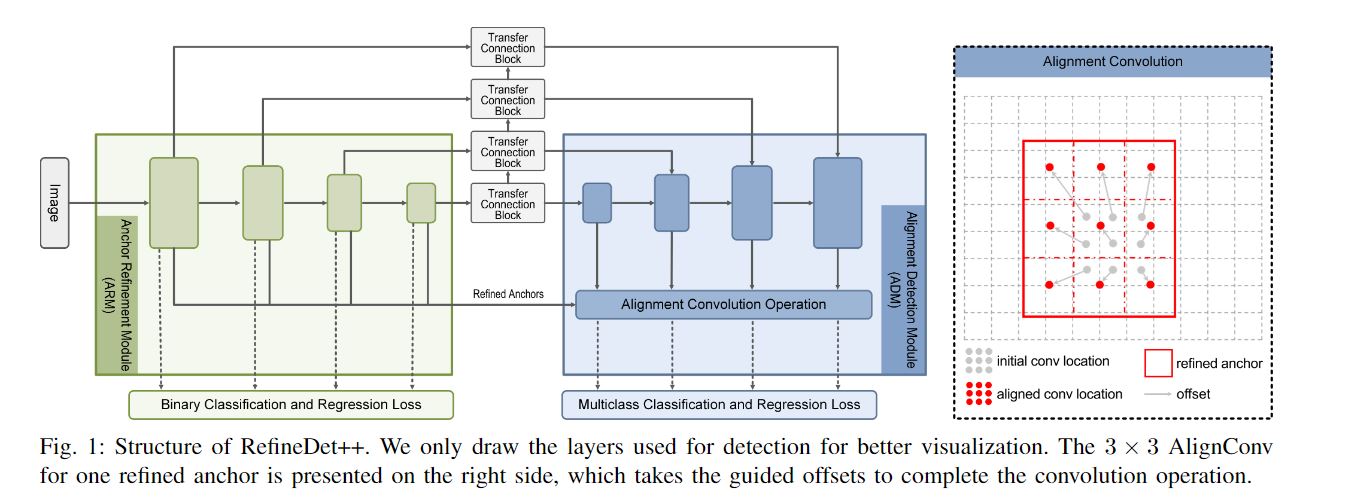 Transfer
Connection
Block
Transfer
Connection
Block
Transfer
Connection
Block
Transfer
Connection
Block
Image
Anchor Refinement Module
(ARM)
Refined Anchors
Alignment Convolution Operation
Alignment Detection Module
(ADM)
Binary Classification and Regression Loss
Multiclass Classification and Regression Loss
Alignment Convolution
initial conv location
refined anchor
aligned conv location
offset
Fig. 1: Structure of RefineDet++. We only draw the layers used for detection for better visualization. The 3 × 3 AlignConv
for one refined anchor is presented on the right side, which takes the guided offsets to complete the convolution operation.